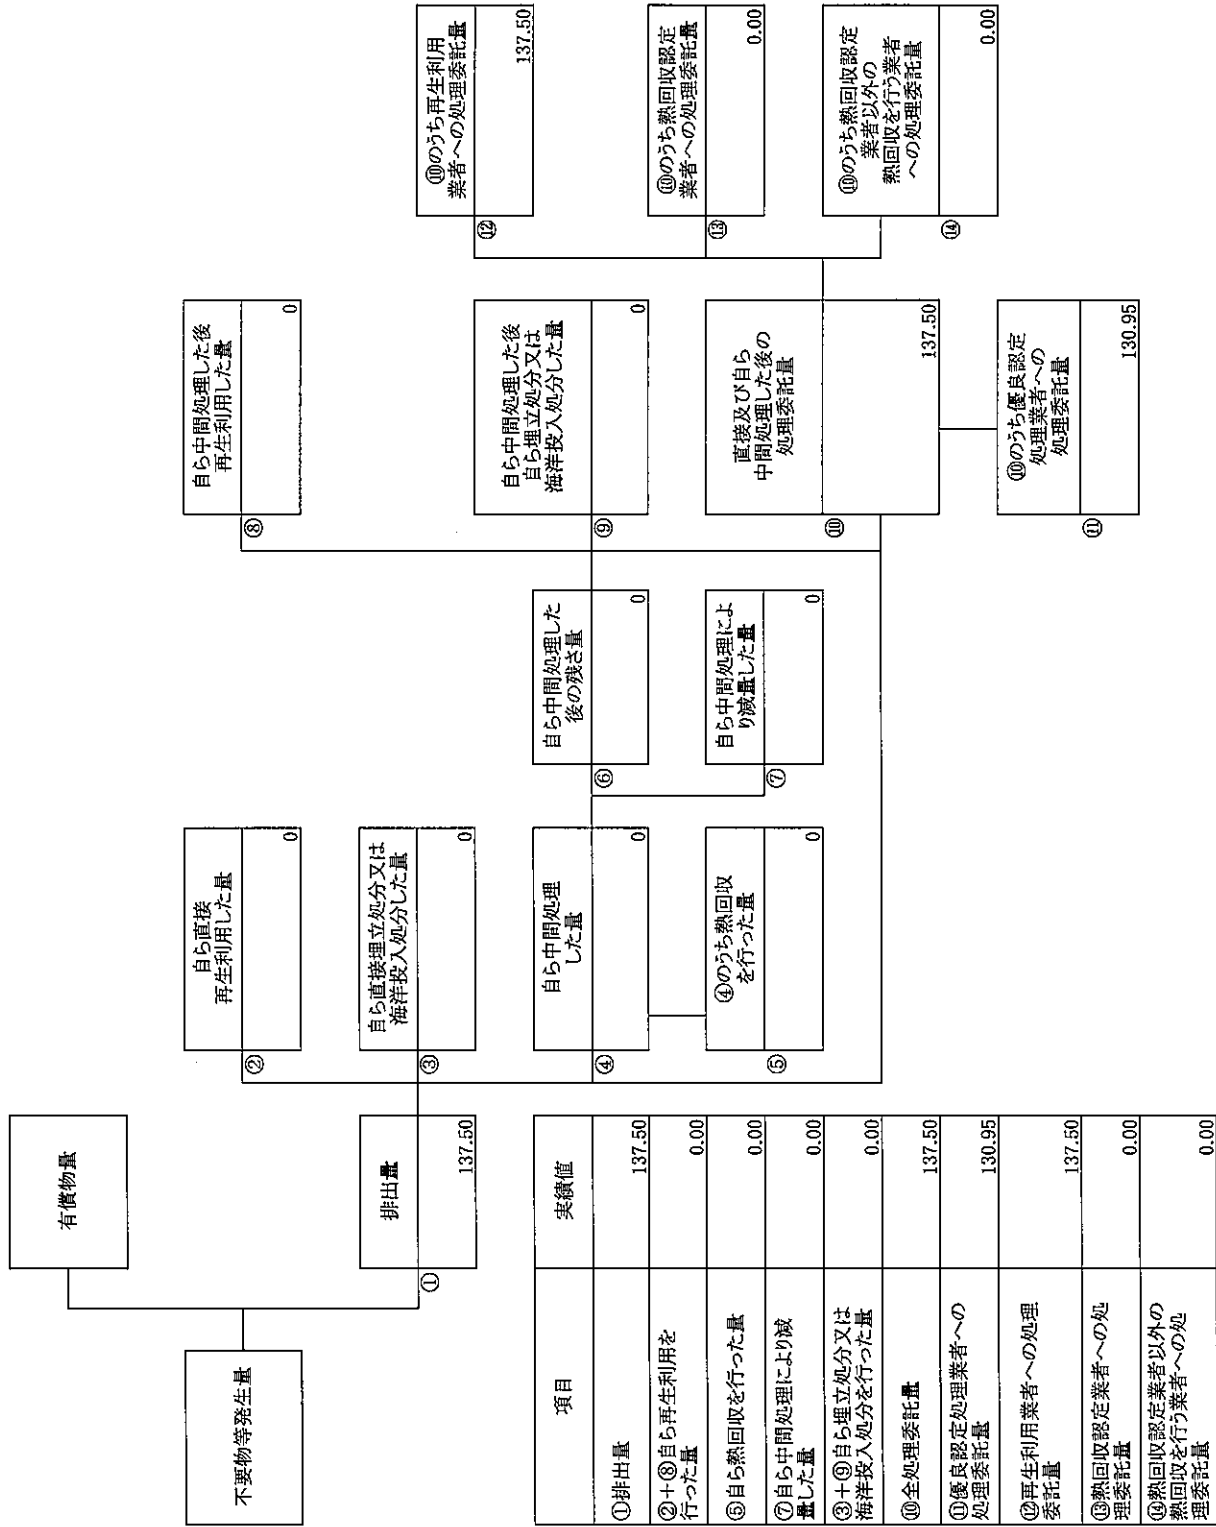 不要物等発生量
有償物量
排出量
①
137.50
自ら直接
再生利用した量
②
0
自ら直接埋立処分又は
海洋投入処分した量
③
0
自ら中間処理
した量
④
0
④のうち熱回収
を行った量
⑤
0
自ら中間処理した
後の残さ量
⑥
0
自ら中間処理によ
り減量した量
⑦
0
自ら中間処理した後
再生利用した量
⑧
0
自ら中間処理した後
自ら埋立処分又は
海洋投入処分した量
⑨
0
直接及び自ら
中間処理した後の
処理委託量
⑩
137.50
⑩のうち優良認定
処理業者への
処理委託量
⑪
130.95
⑩のうち再生利用
業者への処理委託量
⑫
137.50
⑩のうち熱回収認定
業者への処理委託量
⑬
0.00
⑩のうち熱回収認定
業者以外の
熱回収を行う業者
への処理委託量
⑭
0.00
項目 実績値
①排出量 137.50
②+⑧自ら再生利用を
行った量 0.00
⑤自ら熱回収を行った量 0.00
⑦自ら中間処理により減
量した量 0.00
③+⑨自ら埋立処分又は
海洋投入処分を行った量 0.00
⑩全処理委託量 137.50
⑪優良認定処理業者への
処理委託量 130.95
⑫再生利用業者への処理
委託量 137.50
⑬熱回収認定業者への処
理委託量 0.00
⑭熱回収認定業者以外の
熱回収を行う業者への処
理委託量 0.00